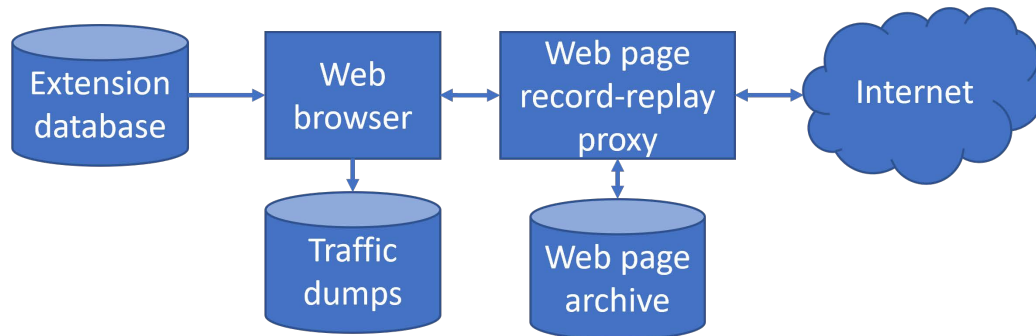 Extension
database
Web
browser
Web page
record-replay
proxy
Internet
Traffic
dumps
Web page
archive